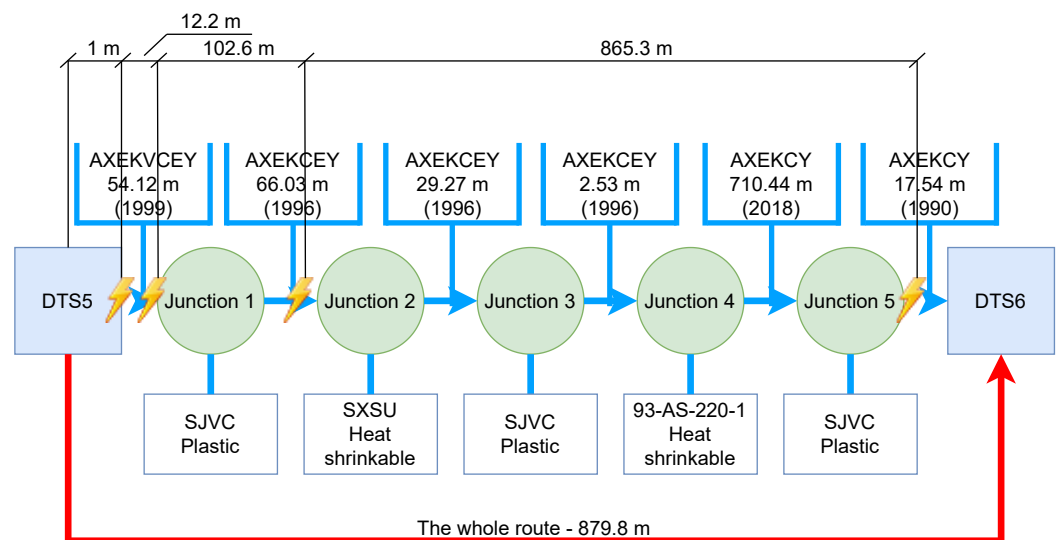 12.2 m
1 m
102.6 m
865.3 m
AXEKVCEY
54.12 m
(1999)
AXEKCEY
66.03 m
(1996)
AXEKCEY
29.27 m
(1996)
AXEKCEY
2.53 m
(1996)
AXEKCY
710.44 m
(2018)
AXEKCY
17.54 m
(1990)
DTS5
Junction 1
Junction 2
Junction 3
Junction 4
Junction 5
DTS6
SJVC
Plastic
SXSU
Heat
shrinkable
SJVC
Plastic
93-AS-220-1
Heat
shrinkable
SJVC
Plastic
The whole route - 879.8 m